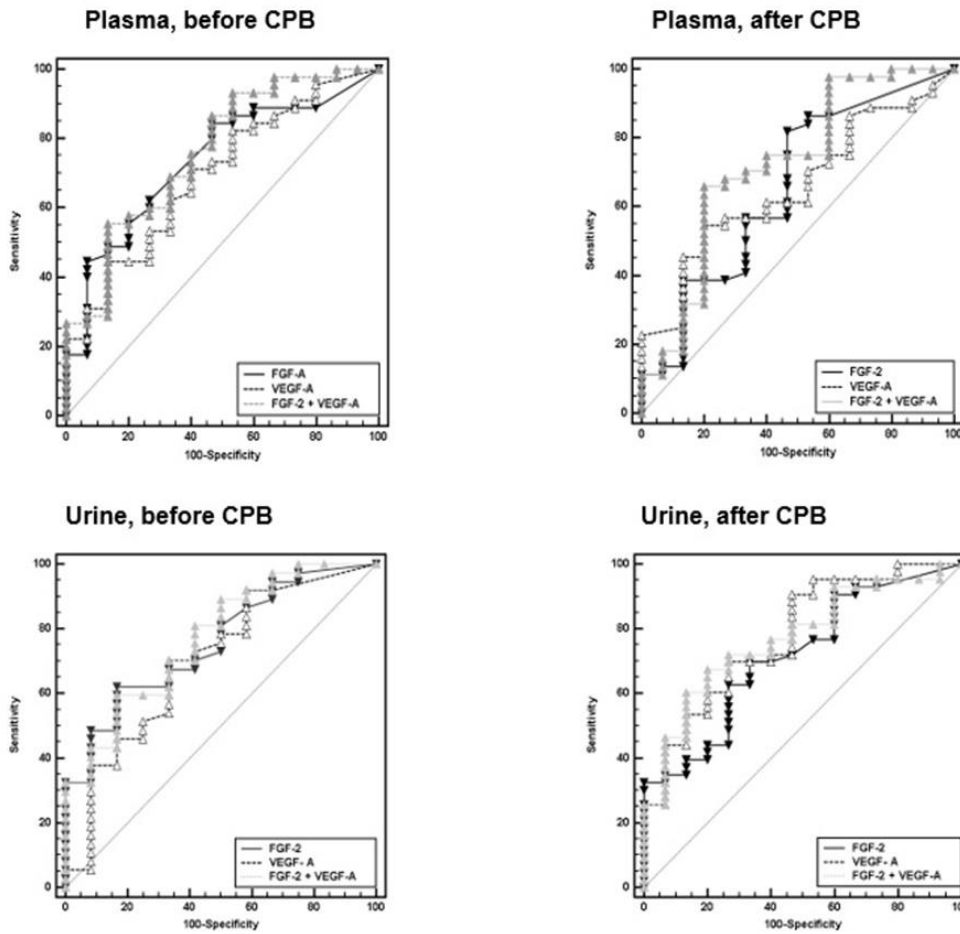 Plasma, before CPB
Sensitivity
100
80
60
40
20
0
FGF-A
VEGF-A
FGF-2 + VEGF-A
0 20 40 60 80 100
100-Specificity
Plasma, after CPB
Sensitivity
100
80
60
40
20
0
FGF-2
VEGF-A
FGF-2 + VEGF-A
0 20 40 60 80 100
100-Specificity
Urine, before CPB
Sensitivity
100
80
60
40
20
0
FGF-2
VEGF- A
FGF-2 + VEGF-A
0 20 40 60 80 100
100-Specificity
Urine, after CPB
Sensitivity
100
80
60
40
20
0
FGF-2
VEGF- A
FGF-2 + VEGF-A
0 20 40 60 80
100-Specificity